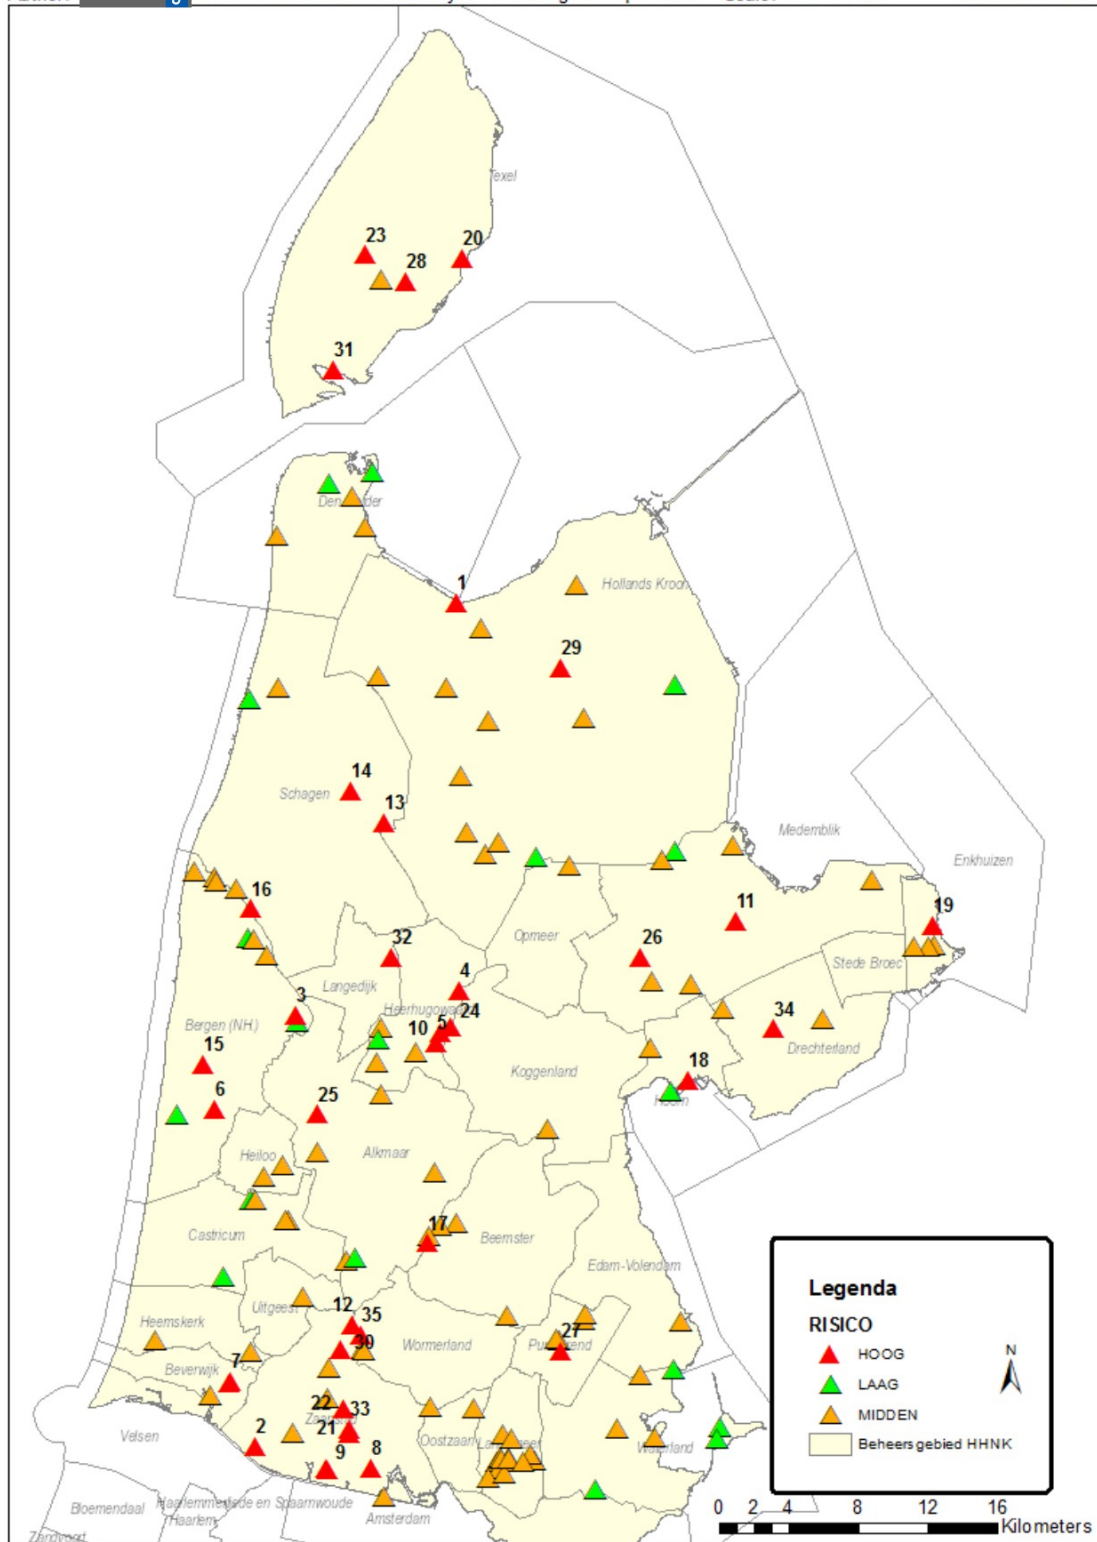 Texel
23
20
28
31
Den Helder
Hollands Kroon
1
29
14
Schagen
13
Medemblik
Enkhuizen
16
11
19
32
26
Opmeer
Stede Broec
Langedijk
4
3
Heerhugowaard
24
34
Bergen (NH.)
10
5
Drechterland
15
Koggenland
18
6
25
Hoorn
Heiloo
Alkmaar
17
Castricum
Beemster
Edam-Volendam
Uitgeest
12
35
Heemskerk
Wormerland
27
Purmerend
30
Beverwijk
7
22
33
Zaanstad
2
21
Velsen
Oostzaan
Landsmeer
Waterland
9
8
Bloemendaal
Haarlemmerliede en Spaarnwoude
Haarlem
Amsterdam
Zandvoort
Legenda
RISICO
HOOG
LAAG
MIDDEN
Beheersgebied HHNK
N
0 2 4 8 12 16
Kilometers